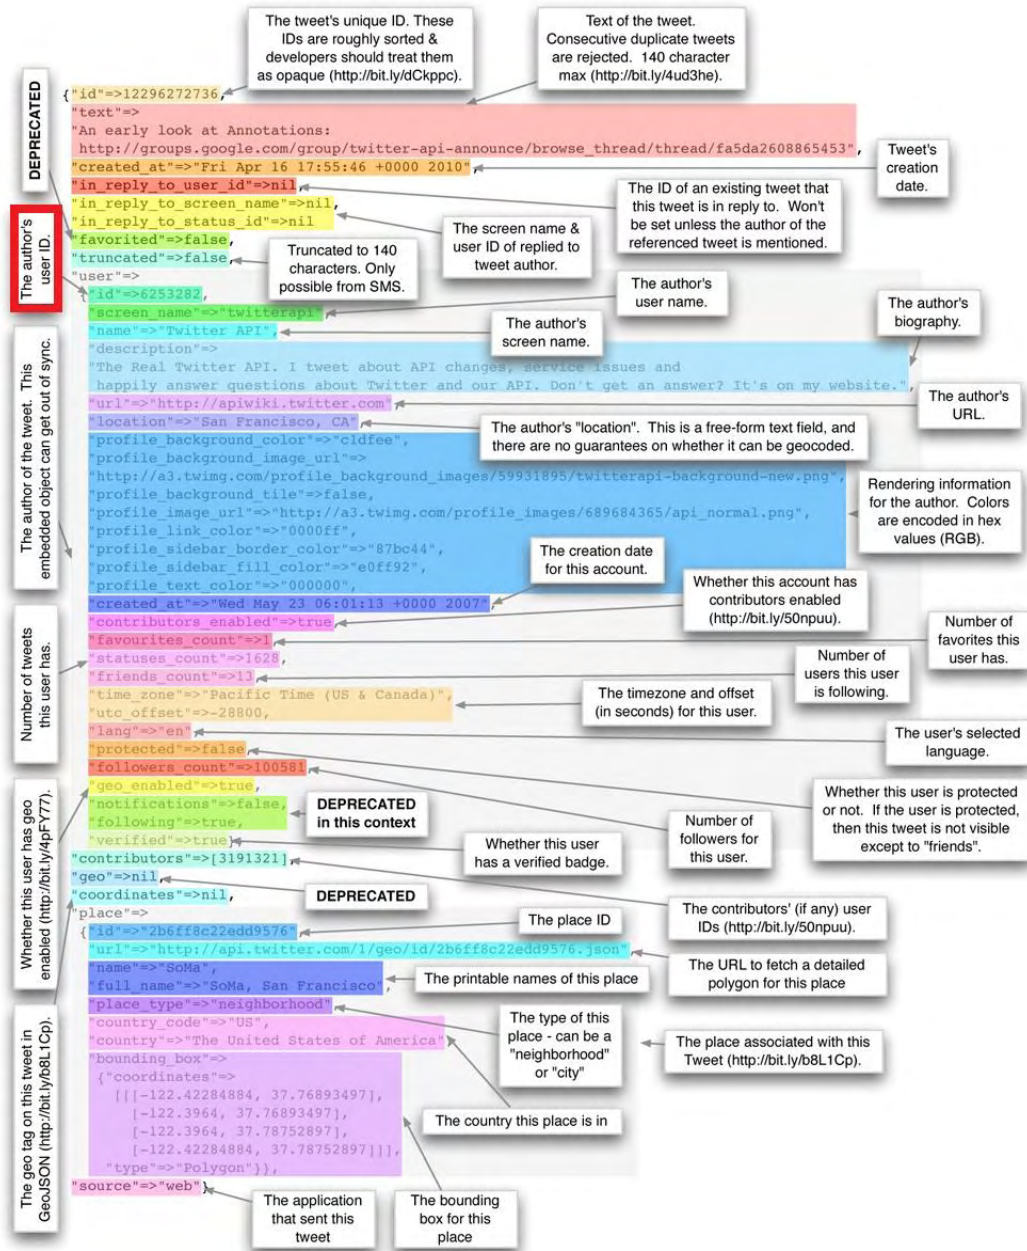 The tweet's unique ID. These
IDs are roughly sorted &
developers should treat them
as opaque (http://bit.ly/dCkppc).
Text of the tweet.
Consecutive duplicate tweets
are rejected. 140 character
max (http://bit.ly/4ud3he).
DEPRECATED
{"id"=>12296272736,
"text"=>
"An early look at Annotations:
http://groups.google.com/group/twitter-api-announce/browse_thread/thread/fa5da2608865453",
"created_at"=>"Fri Apr 16 17:55:46 +0000 2010",
Tweet's
creation
date.
"in_reply_to_user_id"=>nil,
"in_reply_to_screen_name"=>nil,
"in_reply_to_status_id"=>nil
"favorited"=>false,
"truncated"=>false,
The ID of an existing tweet that
this tweet is in reply to. Won't
be set unless the author of the
referenced tweet is mentioned.
The screen name &
user ID of replied to
tweet author.
Truncated to 140
characters. Only
possible from SMS.
The author's
user ID.
"user"=>
{"id"=>6253282,
"screen_name"=>"twitterapi",
The author's
user name.
"name"=>"Twitter API",
The author's
screen name.
The author's
biography.
"description"=>
"The Real Twitter API. I tweet about API changes, service issues and
happily answer questions about Twitter and our API. Don't get an answer? It's on my website.",
"url"=>"http://apiwiki.twitter.com",
The author's
URL.
"location"=>"San Francisco, CA",
The author's "location". This is a free-form text field, and
there are no guarantees on whether it can be geocoded.
The author of the tweet. This
embedded object can get out of sync.
"profile_background_color"=>"c1dfee",
"profile_background_image_url"=>
"http://a3.twimg.com/profile_background_images/59931895/twitterapi-background-new.png",
"profile_background_tile"=>false,
"profile_image_url"=>"http://a3.twimg.com/profile_images/689684365/api_normal.png",
"profile_link_color"=>"0000ff",
"profile_sidebar_border_color"=>"87bc44",
"profile_sidebar_fill_color"=>"e0ff92",
"profile_text_color"=>"000000",
Rendering information
for the author. Colors
are encoded in hex
values (RGB).
The creation date
for this account.
"created_at"=>"Wed May 23 06:01:13 +0000 2007",
"contributors_enabled"=>true,
Whether this account has
contributors enabled
(http://bit.ly/50npuu).
"favourites_count"=>1,
Number of
favorites this
user has.
"statuses_count"=>1628,
Number of tweets
this user has.
"friends_count"=>13,
Number of
users this user
is following.
"time_zone"=>"Pacific Time (US & Canada)",
"utc_offset"=>-28800,
The timezone and offset
(in seconds) for this user.
"lang"=>"en",
The user's selected
language.
"protected"=>false,
Whether this user is protected
or not. If the user is protected,
then this tweet is not visible
except to "friends".
"followers_count"=>100581,
Number of
followers for
this user.
"geo_enabled"=>true,
Whether this user has geo
enabled (http://bit.ly/4pFY77).
"notifications"=>false,
"following"=>true,
DEPRECATED
in this context
"verified"=>true}
Whether this user
has a verified badge.
"contributors"=>[3191321],
The contributors' (if any) user
IDs (http://bit.ly/50npuu).
"geo"=>nil,
DEPRECATED
"coordinates"=>nil,
The geo tag on this tweet in
GeoJSON (http://bit.ly/b8L1Cp).
"place"=>
{"id"=>"2b6ff8c22edd9576",
The place ID
"url"=>"http://api.twitter.com/1/geo/id/2b6ff8c22edd9576.json",
The URL to fetch a detailed
polygon for this place
"name"=>"SoMa",
"full_name"=>"SoMa, San Francisco",
The printable names of this place
"place_type"=>"neighborhood",
The type of this
place - can be a
"neighborhood"
or "city"
"country_code"=>"US",
"country"=>"The United States of America",
The country this place is in
The place associated with this
Tweet (http://bit.ly/b8L1Cp).
"bounding_box"=>
{"coordinates"=>
[[[-122.42284884, 37.76893497],
[-122.3964, 37.76893497],
[-122.3964, 37.78752897],
[-122.42284884, 37.78752897]]],
"type"=>"Polygon"}},
The bounding
box for this
place
"source"=>"web"}
The application
that sent this
tweet